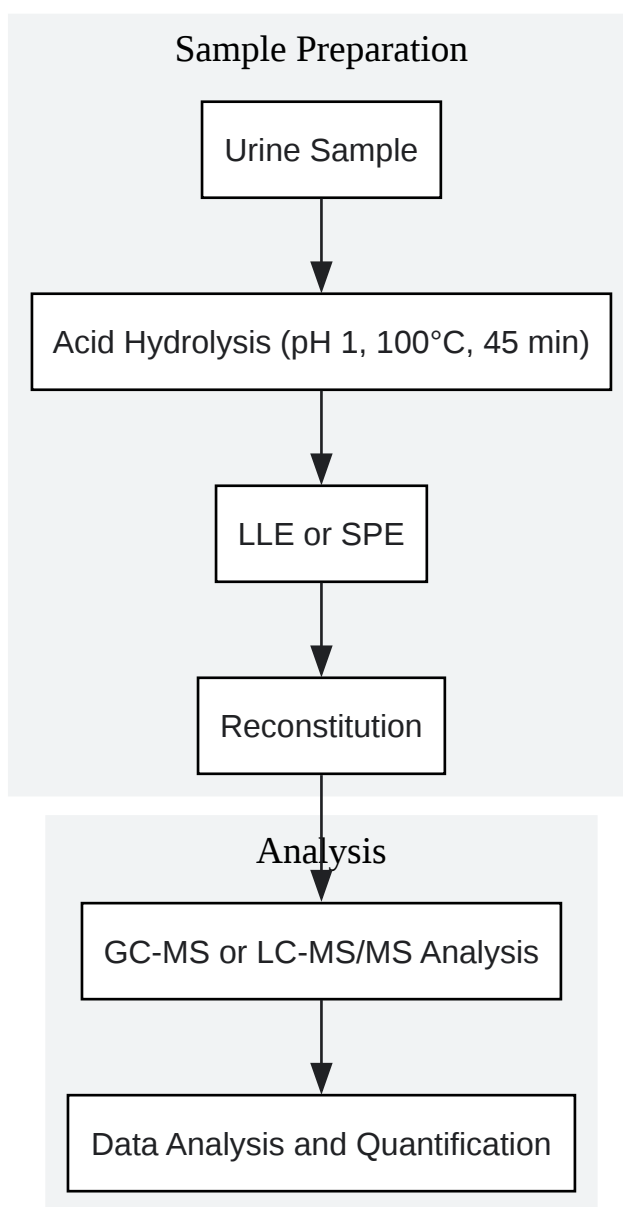 Sample Preparation
Urine Sample
Acid Hydrolysis (pH 1, 100°C, 45 min)
LLE or SPE
Reconstitution
Analysis
GC-MS or LC-MS/MS Analysis
Data Analysis and Quantification